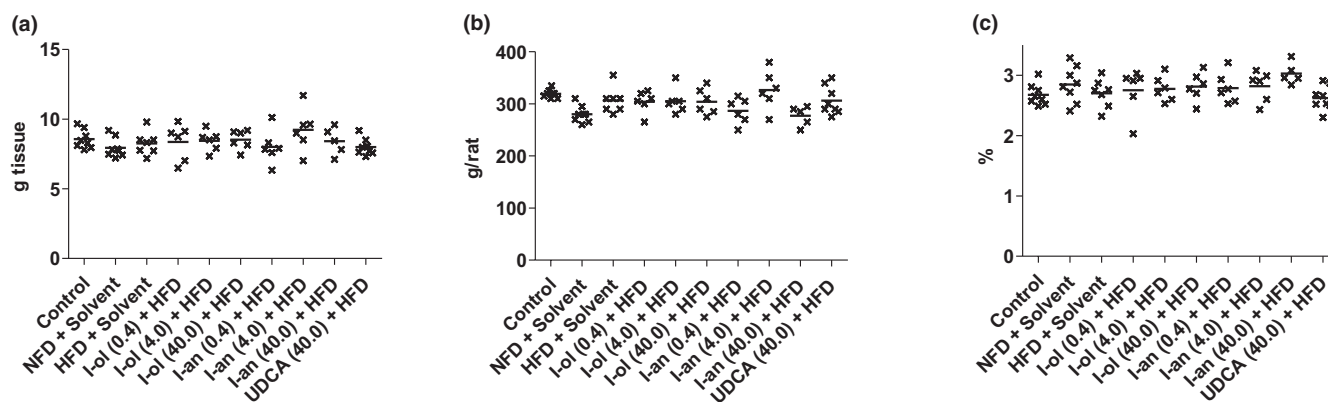 (a)
15
10
5
0
g tissue
Control
NFD + Solvent
HFD + Solvent
I-ol (0.4) + HFD
I-ol (4.0) + HFD
I-ol (40.0) + HFD
I-an (0.4) + HFD
I-an (4.0) + HFD
I-an (40.0) + HFD
UDCA (40.0) + HFD
(b)
400
300
200
100
0
g/rat
Control
NFD + Solvent
HFD + Solvent
I-ol (0.4) + HFD
I-ol (4.0) + HFD
I-ol (40.0) + HFD
I-an (0.4) + HFD
I-an (4.0) + HFD
I-an (40.0) + HFD
UDCA (40.0) + HFD
(c)
3
2
1
0
%
Control
NFD + Solvent
HFD + Solvent
I-ol (0.4) + HFD
I-ol (4.0) + HFD
I-ol (40.0) + HFD
I-an (0.4) + HFD
I-an (4.0) + HFD
I-an (40.0) + HFD
UDCA (40.0) + HFD